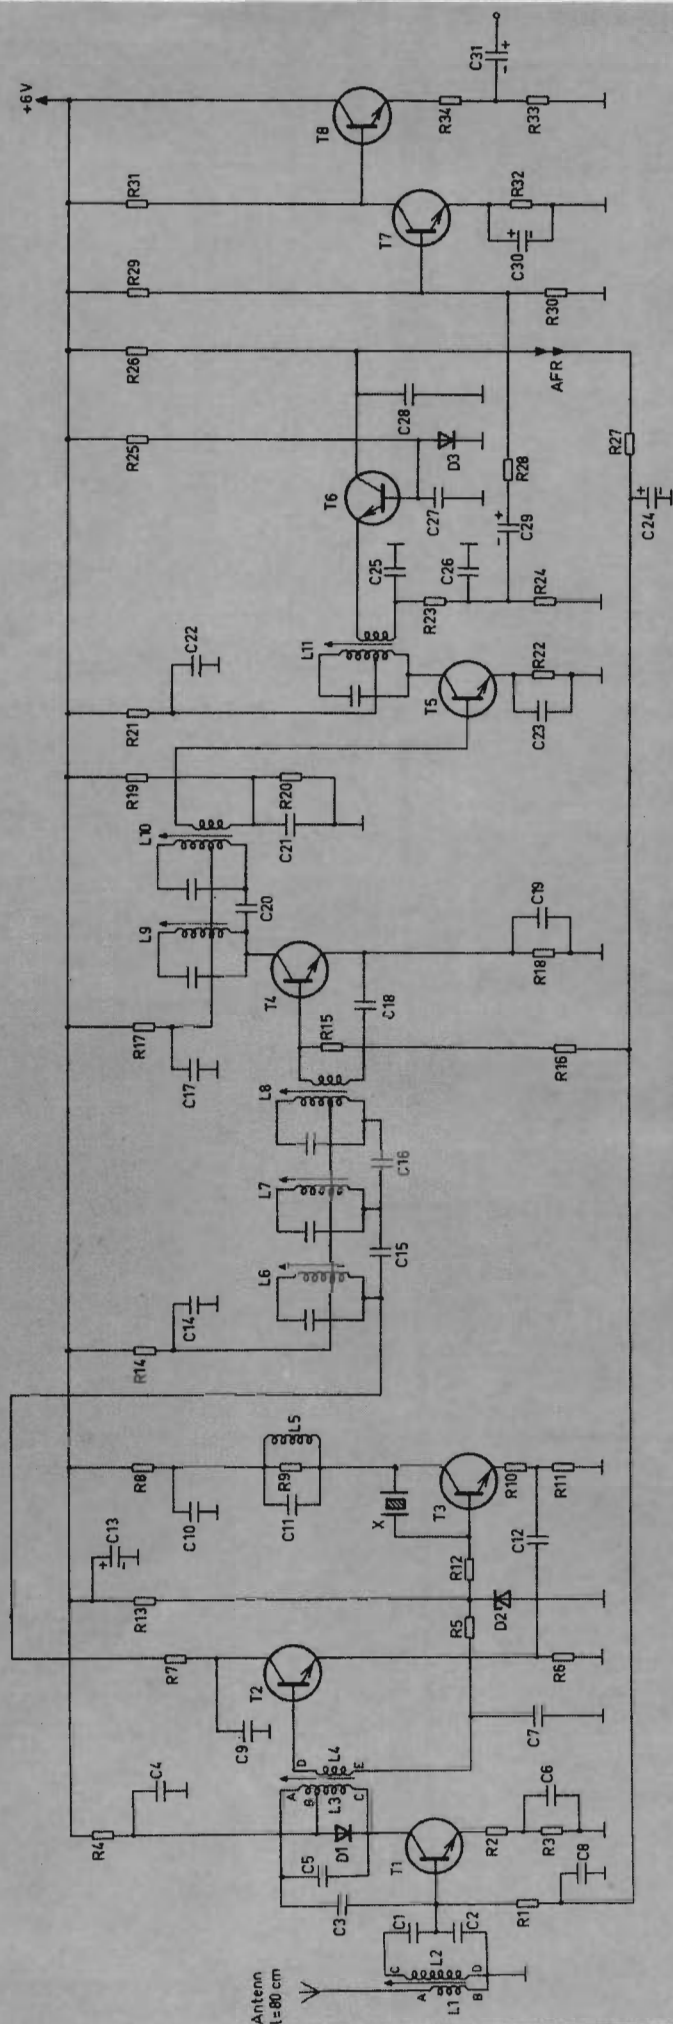 +6V
C31
R34
R33
T8
R31
T7
R32
C30
R29
R30
R26
AFR
C28
R25
D3
R28
R27
T6
C27
C29
C24
C25
C26
R23
R24
L11
C22
R21
T5
R22
C23
R19
R20
C21
L10
L9
C20
C19
R18
T4
C18
R15
R17
C17
R16
L8
C16
L7
C15
L6
C14
R14
L5
R8
R9
C10
C11
X
T3
R10
R11
C12
C13
R13
R12
R5
D2
R7
T2
R6
C9
C7
D
L4
E
C4
A
B
L3
C
R4
D1
C5
C6
T1
R2
R3
C8
C3
R1
C1
C2
C
L2
D
A
L1
B
Antenn
l=80 cm